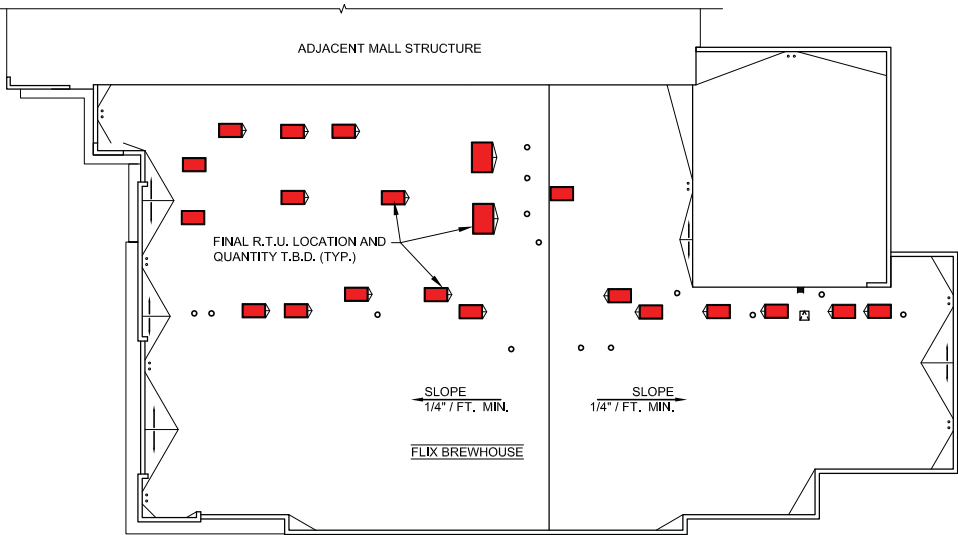 ADJACENT MALL STRUCTURE
FINAL R.T.U. LOCATION AND
QUANTITY T.B.D. (TYP.)
SLOPE
1/4" / FT. MIN.
SLOPE
1/4" / FT. MIN.
FLIX BREWHOUSE